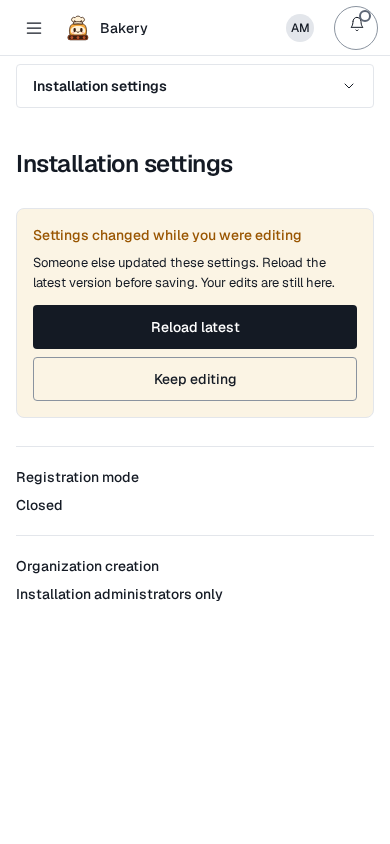 Bakery
AM
Installation settings
Installation settings
Settings changed while you were editing
Someone else updated these settings. Reload the
latest version before saving. Your edits are still here.
Reload latest
Keep editing
Registration mode
Closed
Organization creation
Installation administrators only